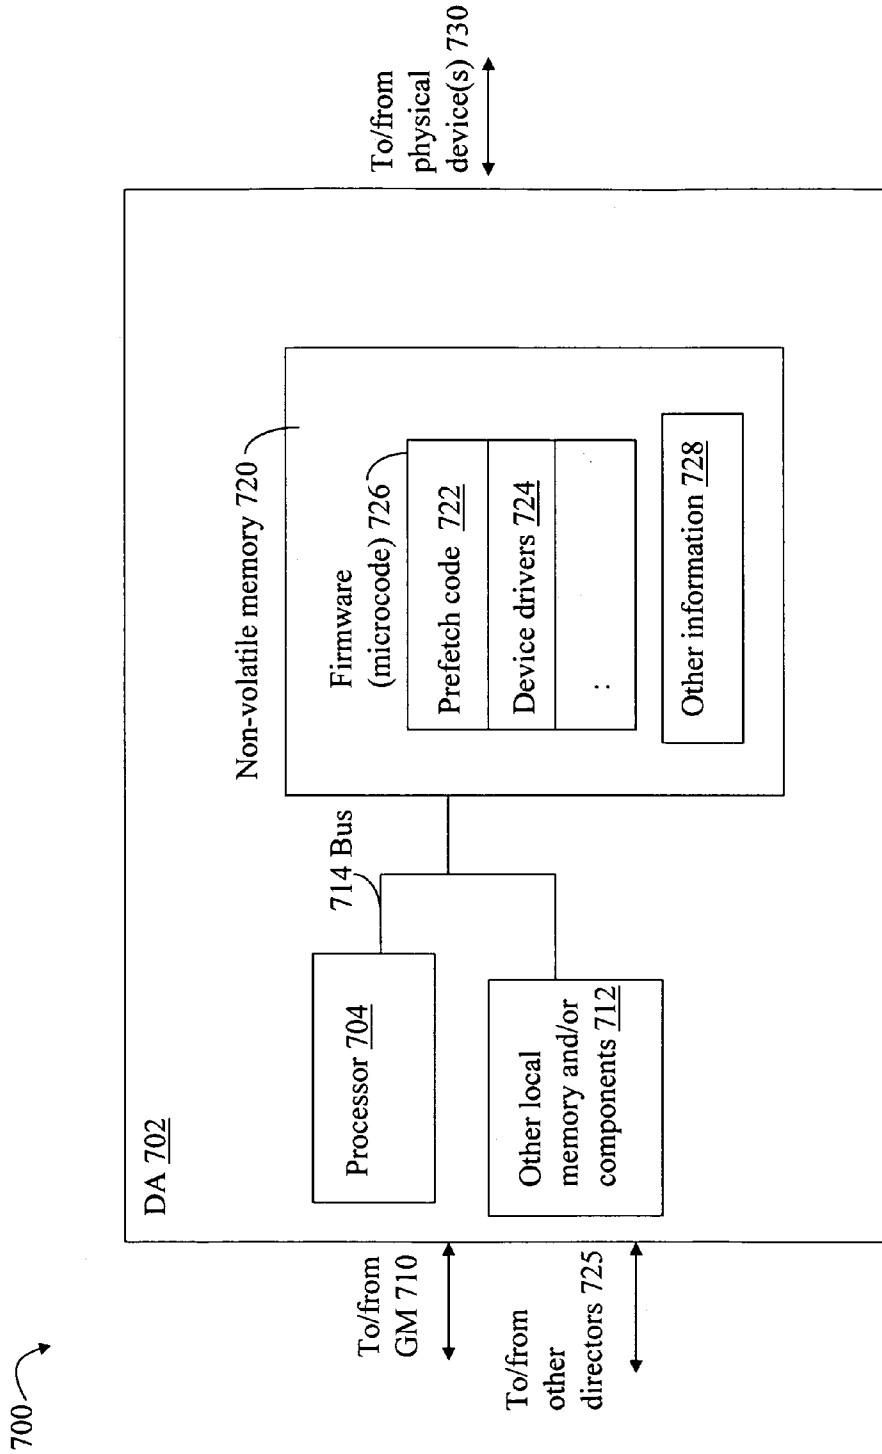 700
DA 702
To/from
GM 710
To/from
other
directors 725
Processor 704
Other local
memory and/or
components 712
714 Bus
Non-volatile memory 720
Firmware
(microcode) 726
Prefetch code 722
Device drivers 724
:
Other information 728
To/from
physical
device(s) 730